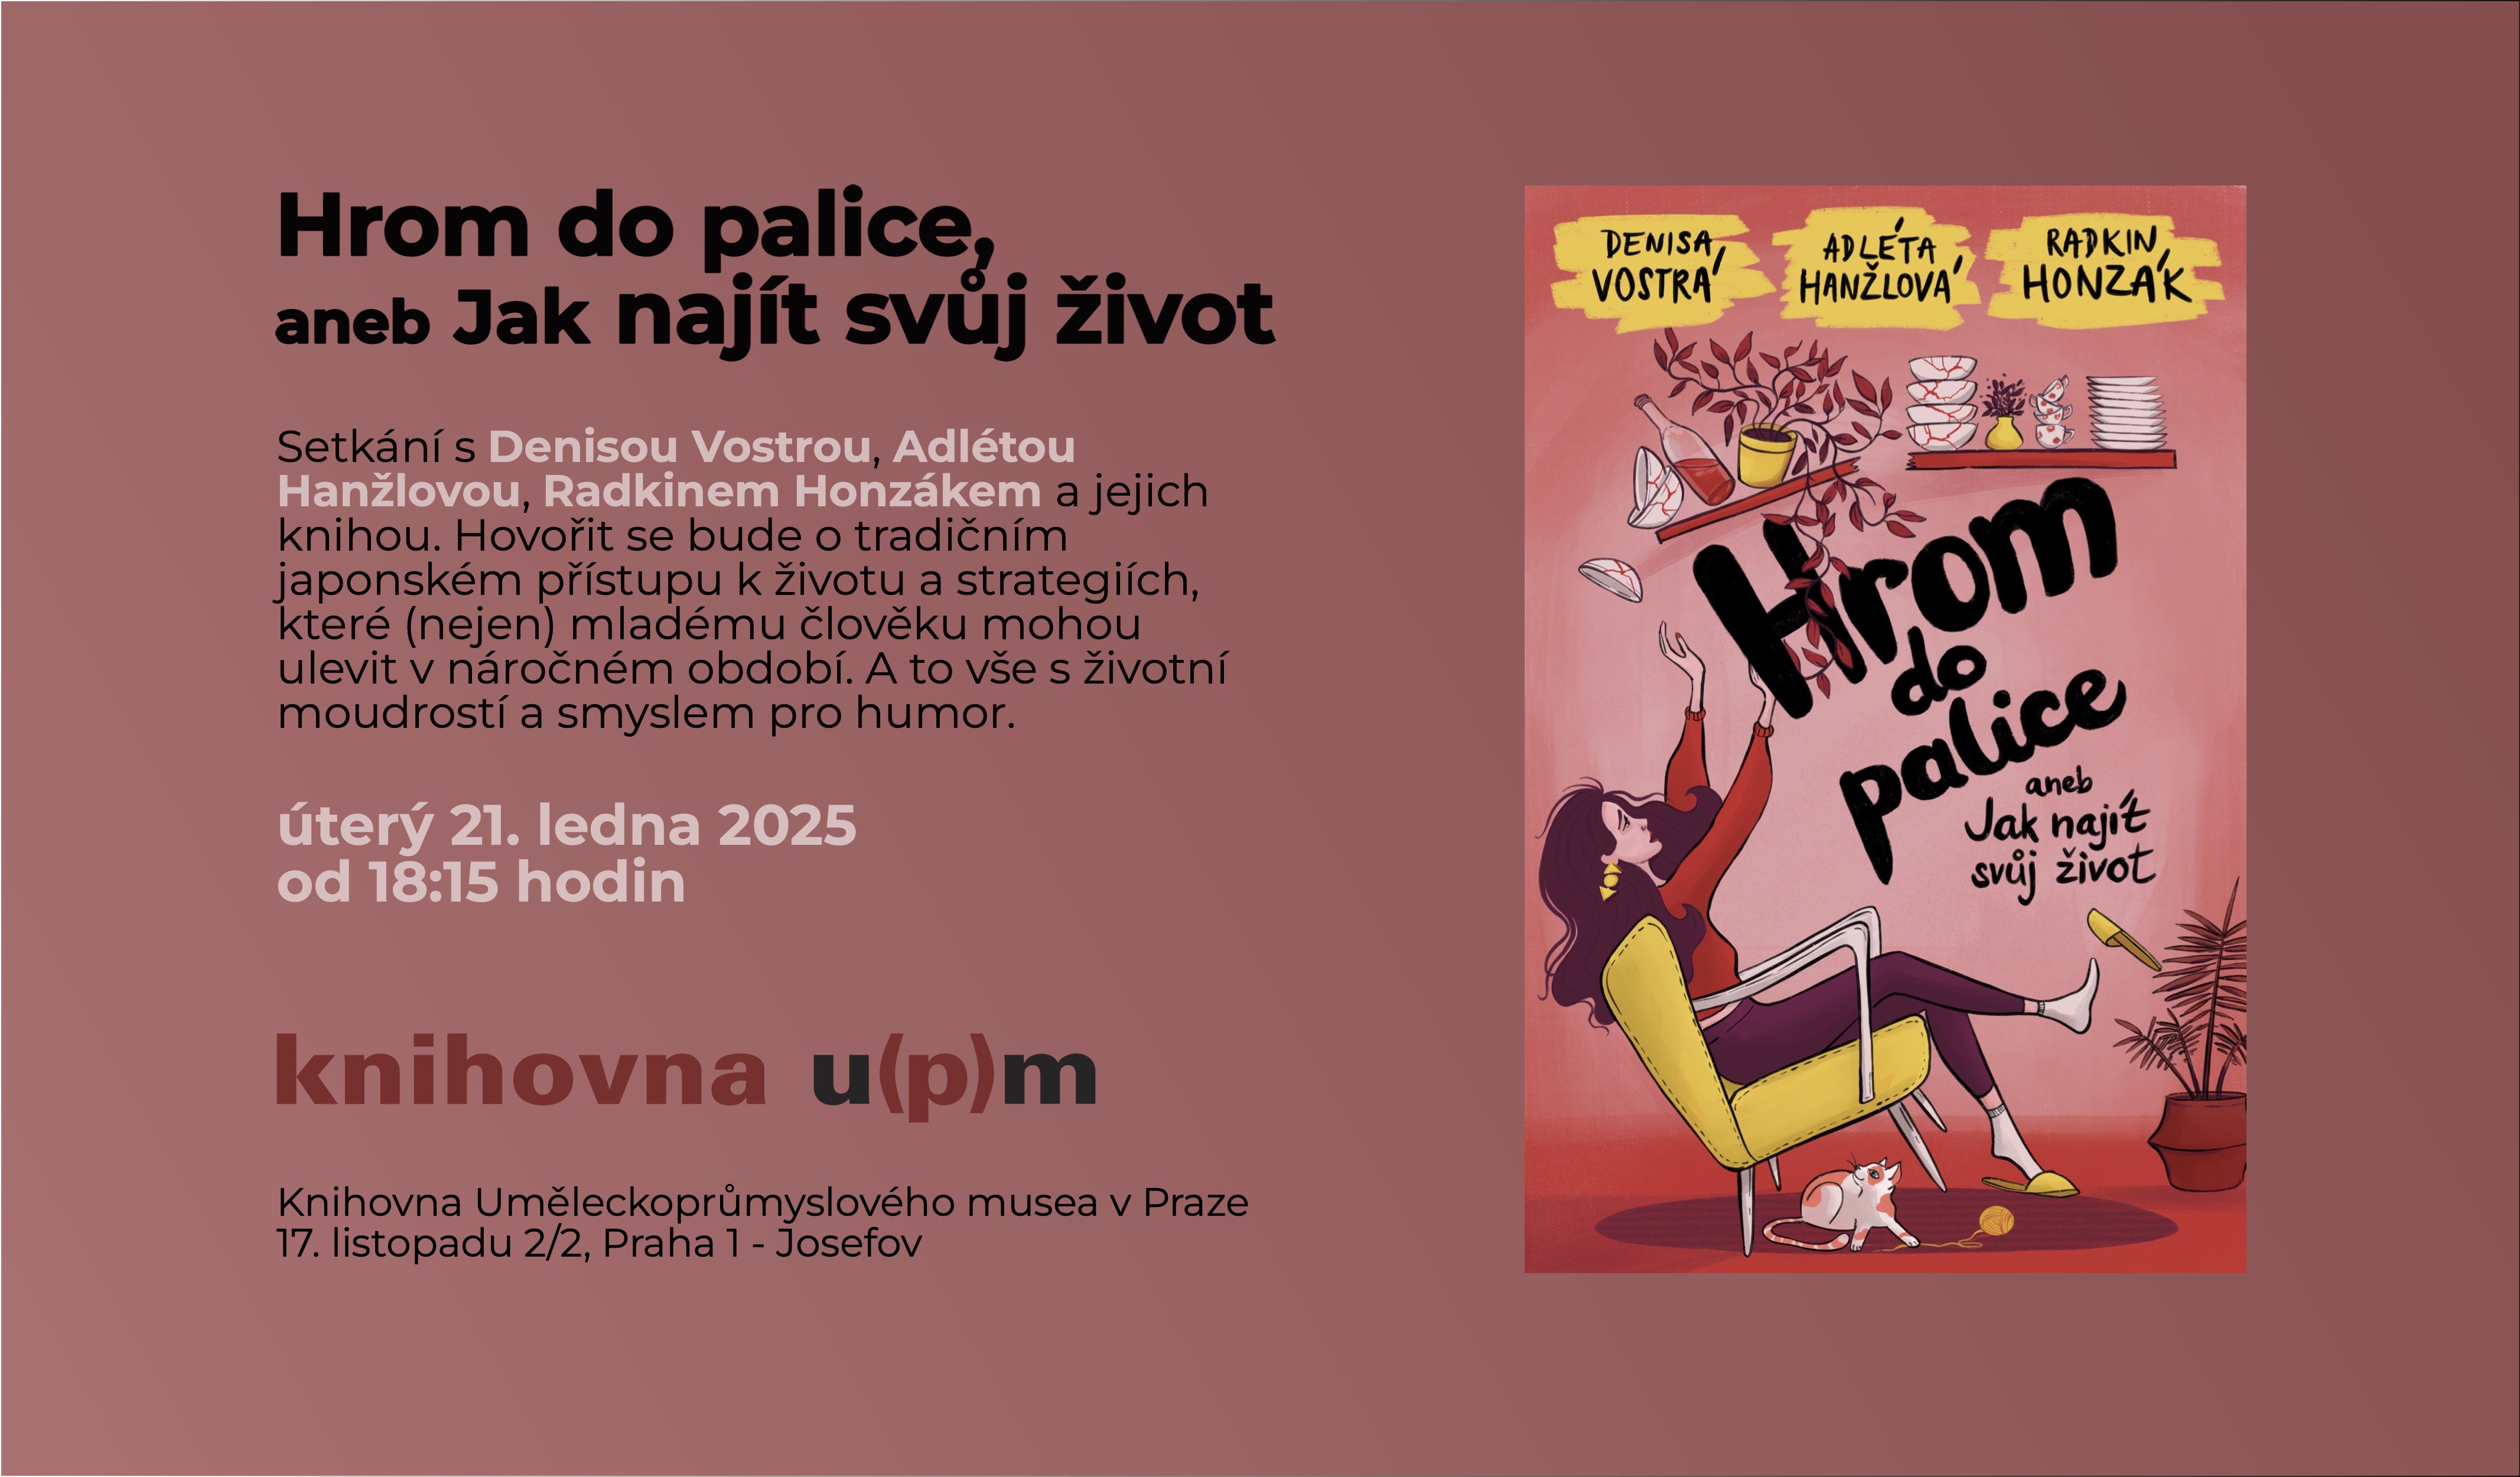 Hrom do palice,
aneb Jak najít svůj život
Setkání s Denisou Vostrou, Adlétou
Hanžlovou, Radkinem Honzákem a jejich
knihou. Hovořit se bude o tradičním
japonském přístupu k životu a strategiích,
které (nejen) mladému člověku mohou
ulevit v náročném období. A to vše s životní
moudrostí a smyslem pro humor.
úterý 21. ledna 2025
od 18:15 hodin
knihovna u(p)m
Knihovna Uměleckoprůmyslového musea v Praze
17. listopadu 2/2, Praha 1 - Josefov
DENISA
VOSTRÁ,
ADLÉTA
HANŽLOVÁ,
RADKIN
HONZÁK
Hrom
do
palice
aneb
Jak najít
svůj život